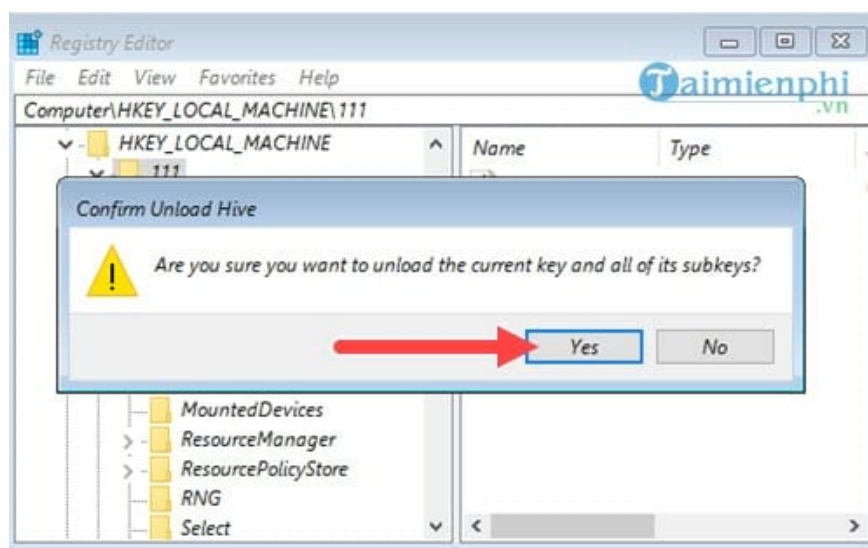 Registry Editor
File Edit View Favorites Help
Taimienphi
.vn
Computer\HKEY_LOCAL_MACHINE\111
HKEY_LOCAL_MACHINE
111
Name Type
Confirm Unload Hive
Are you sure you want to unload the current key and all of its subkeys?
Yes No
MountedDevices
ResourceManager
ResourcePolicyStore
RNG
Select